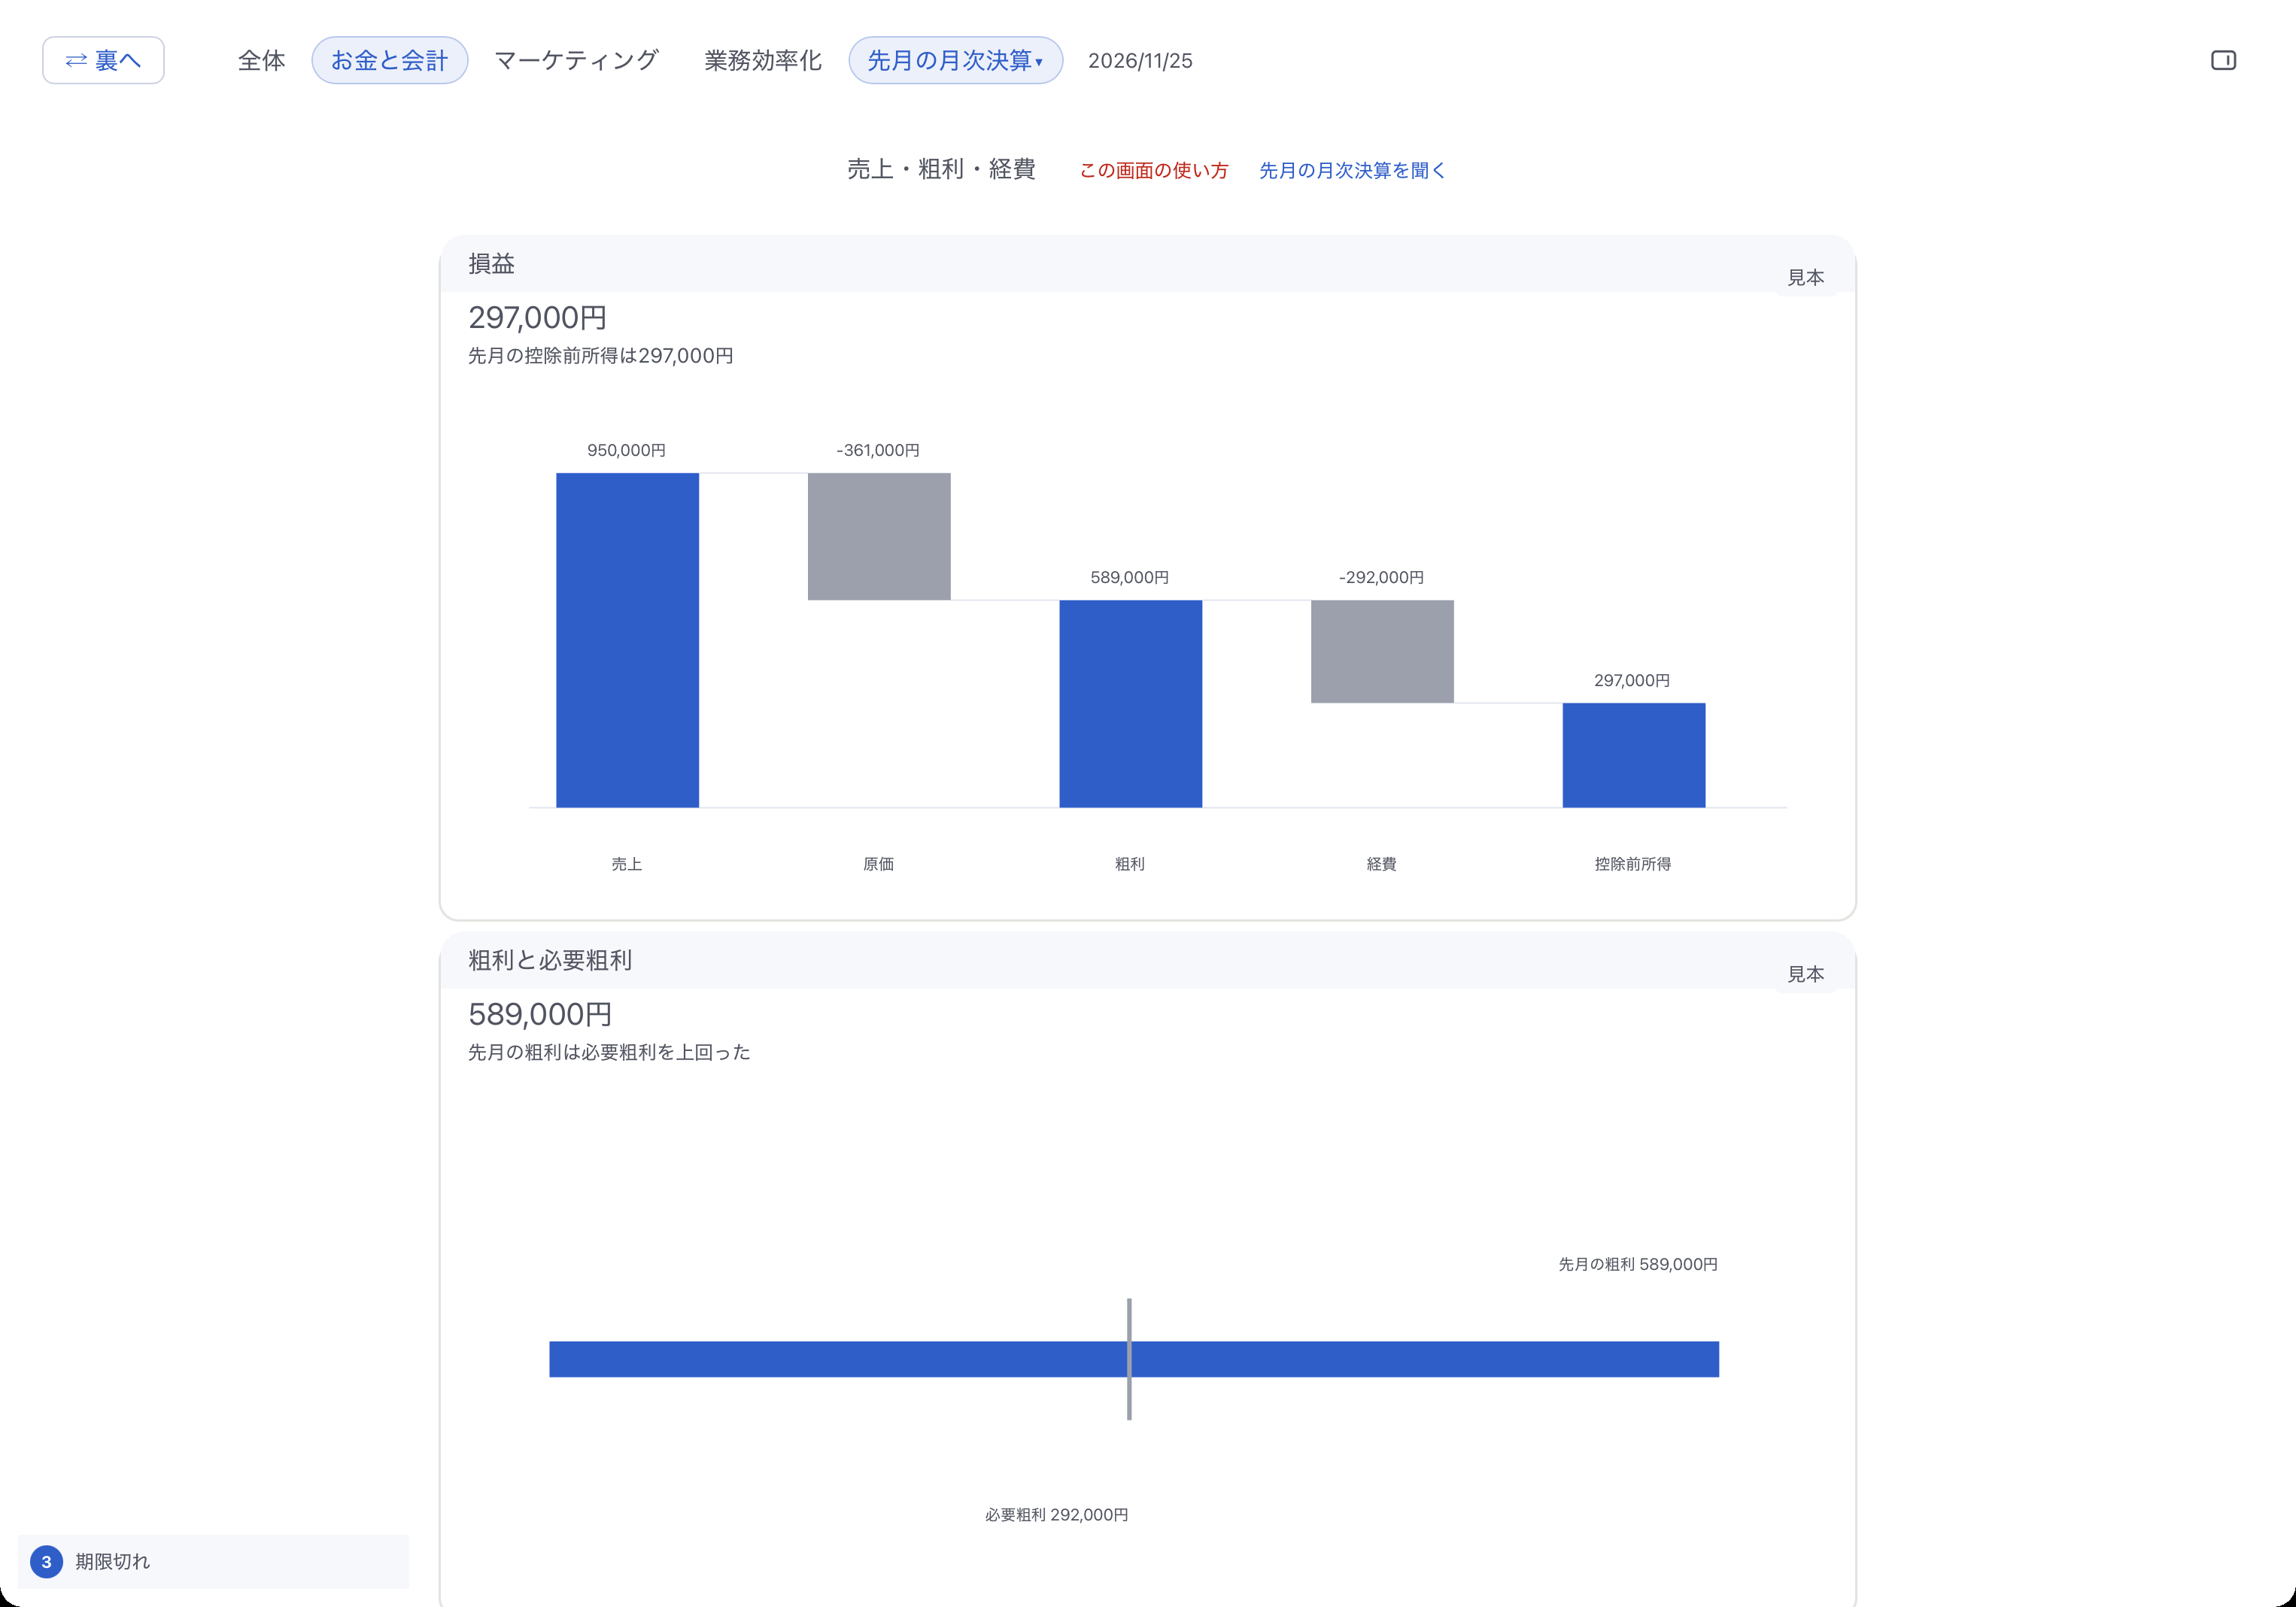 ⇄ 裏へ 全体 お金と会計 マーケティング 業務効率化 先月の月次決算▾ 2026/11/25
売上・粗利・経費 この画面の使い方 先月の月次決算を聞く
損益
見本
297,000円
先月の控除前所得は297,000円
950,000円 -361,000円
589,000円 -292,000円
297,000円
売上 原価 粗利 経費 控除前所得
粗利と必要粗利
見本
589,000円
先月の粗利は必要粗利を上回った
先月の粗利 589,000円
必要粗利 292,000円
3 期限切れ